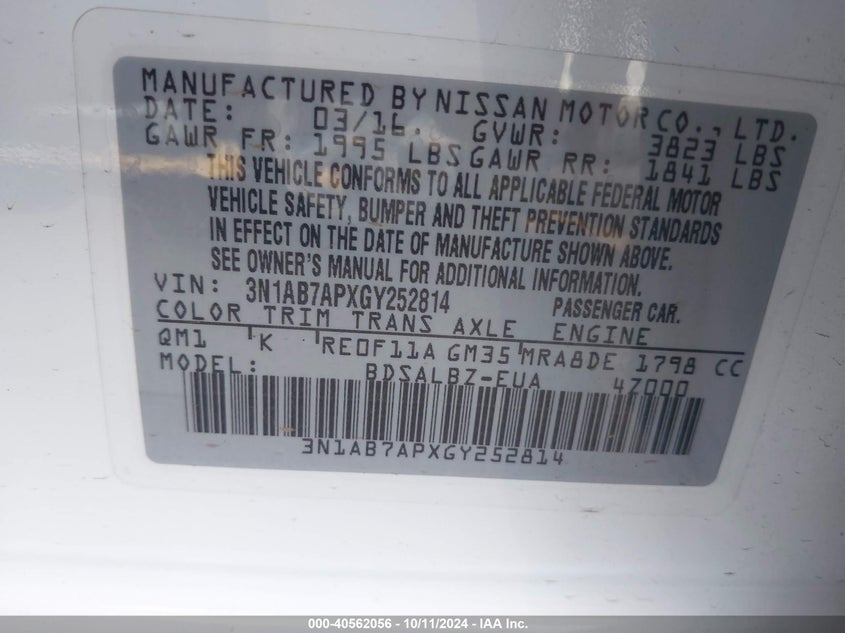 MANUFACTURED BY NISSAN MOTOR CO., LTD.
DATE: 03/16. GVWR: 3823 LBS
GAWR FR: 1995 LBS GAWR RR: 1841 LBS
THIS VEHICLE CONFORMS TO ALL APPLICABLE FEDERAL MOTOR
VEHICLE SAFETY, BUMPER AND THEFT PREVENTION STANDARDS
IN EFFECT ON THE DATE OF MANUFACTURE SHOWN ABOVE.
SEE OWNER'S MANUAL FOR ADDITIONAL INFORMATION.
VIN: 3N1AB7APXGY252814 PASSENGER CAR.
COLOR TRIM TRANS AXLE ENGINE
QM1 K RE0F11A GM35 MRA8DE 1798 CC
MODEL: BDSALBZ-EUA 4Z000
3N1AB7APXGY252814
000-40562056 - 10/11/2024 - IAA Inc.